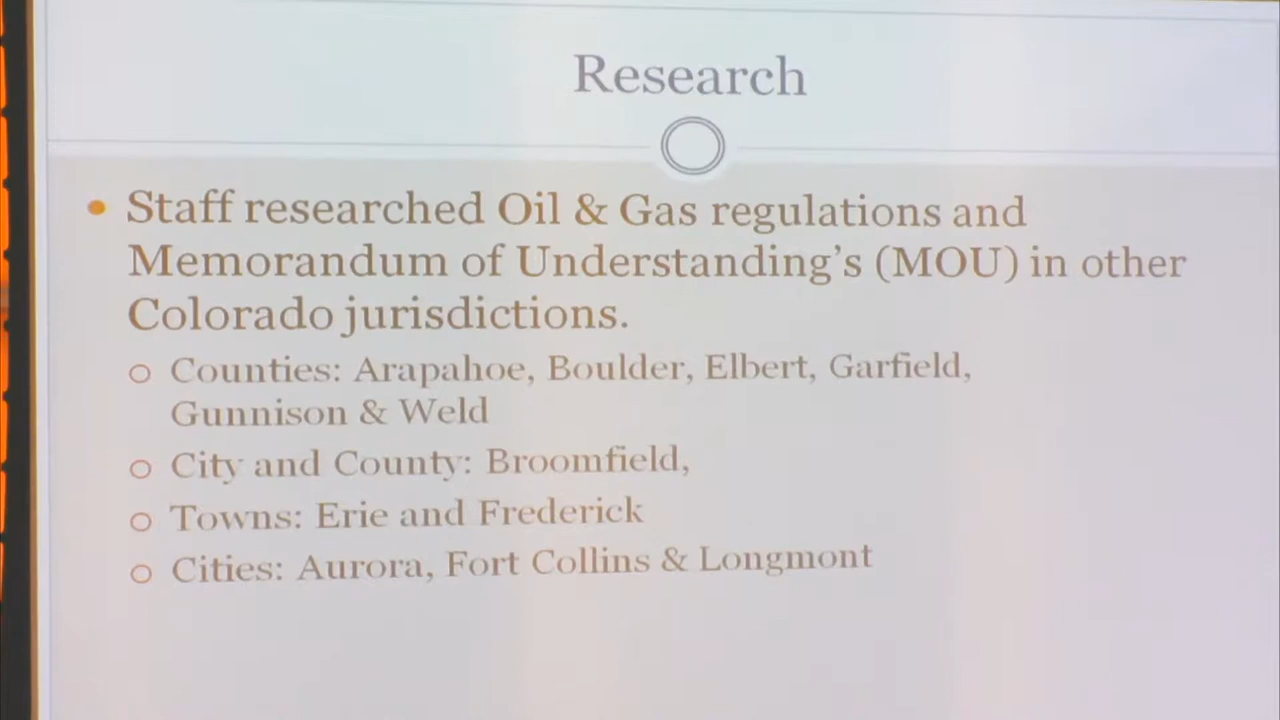 Research
• Staff researched Oil & Gas regulations and
Memorandum of Understanding's (MOU) in other
Colorado jurisdictions.
o Counties: Arapahoe, Boulder, Elbert, Garfield,
Gunnison & Weld
o City and County: Broomfield,
o Towns: Erie and Frederick
o Cities: Aurora, Fort Collins & Longmont